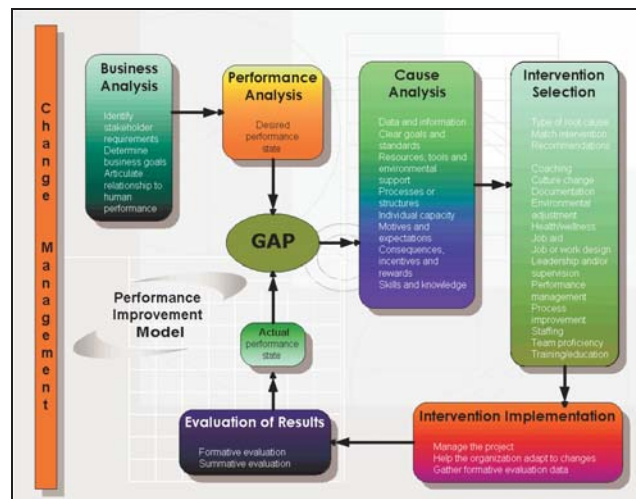 Change Management
Business
Analysis
Identify
stakeholder
requirements
Determine
business goals
Articulate
relationship to
human
performance
Performance
Analysis
Desired
performance
state
GAP
Cause
Analysis
Data and information
Clear goals and
standards
Resources, tools and
environmental
support
Processes or
structures
Individual capacity
Motives and
expectations
Consequences,
incentives and
rewards
Skills and knowledge
Intervention
Selection
Type of root cause
Match intervention
Recommendations
Coaching
Culture change
Documentation
Environmental
adjustment
Health/wellness
Job aid
Job or work design
Leadership and/or
supervision
Performance
management
Process
improvement
Staffing
Team proficiency
Training/education
Performance
Improvement
Model
Actual
performance
state
Evaluation of Results
Formative evaluation
Summative evaluation
Intervention Implementation
Manage the project
Help the organization adapt to changes
Gather formative evaluation data